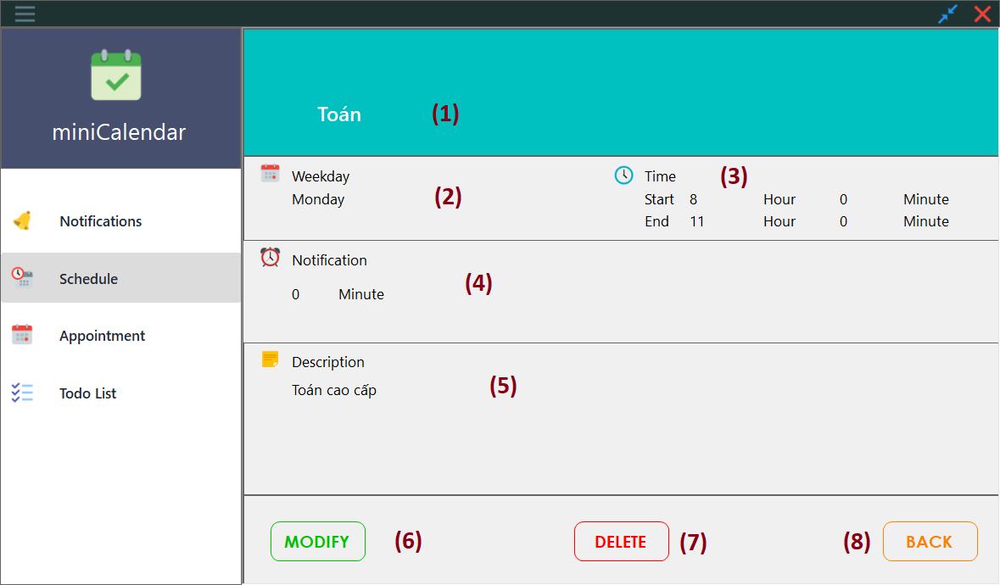 miniCalendar
Notifications
Schedule
Appointment
Todo List
Toán (1)
Weekday
Monday
(2)
Time (3)
Start 8 Hour 0 Minute
End 11 Hour 0 Minute
Notification
0 Minute
(4)
Description
Toán cao cấp
(5)
MODIFY (6) DELETE (7) (8) BACK